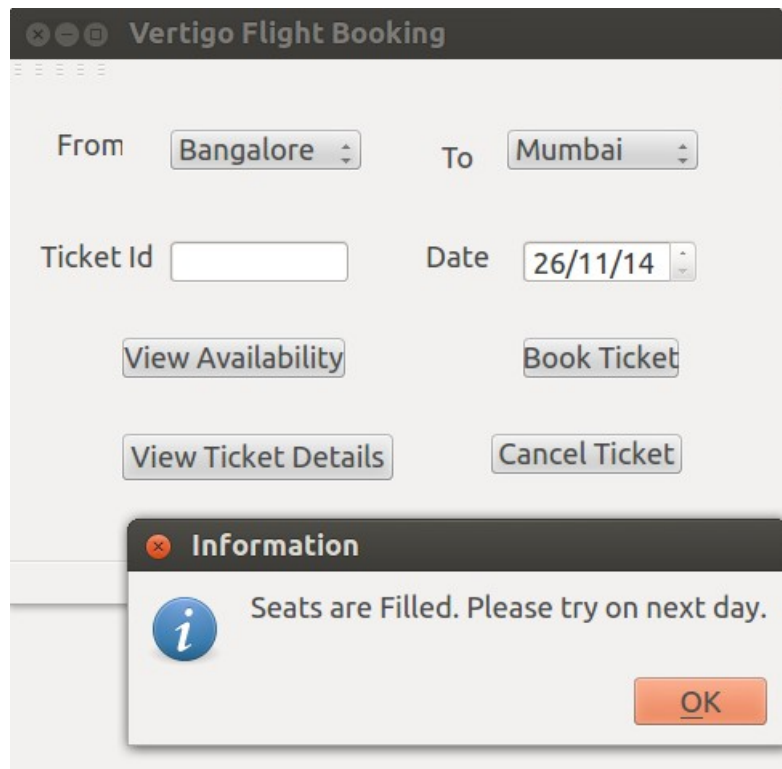 Vertigo Flight Booking
From Bangalore To Mumbai
Ticket Id Date 26/11/14
View Availability Book Ticket
View Ticket Details Cancel Ticket
Information
Seats are Filled. Please try on next day.
OK